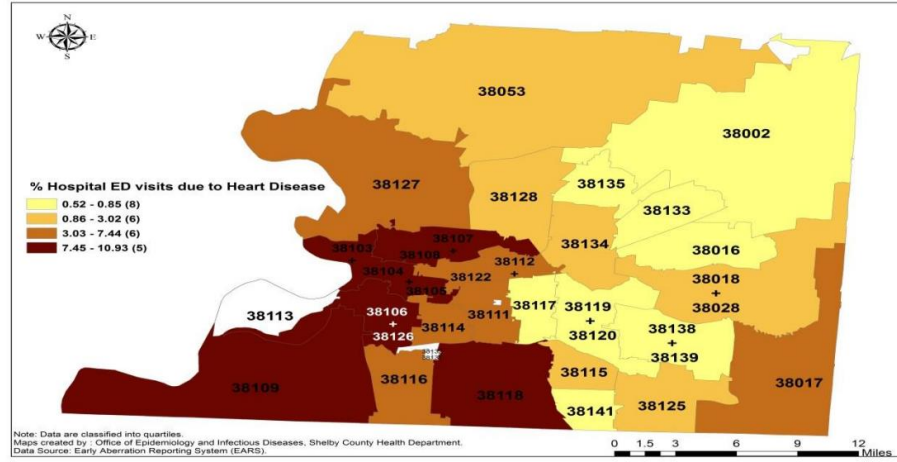 N
W E
S
38053
38002
% Hospital ED visits due to Heart Disease
0.52 - 0.85 (8)
0.86 - 3.02 (6)
3.03 - 7.44 (6)
7.45 - 10.93 (5)
38127
38128
38135
38133
38134
38016
38103
38107
38108
38112
38104
38122
38105
38018
+
38028
38113
38106
+
38126
38111
38117
38119
+
38120
38114
38138
+
38139
38109
38116
38118
38115
38017
38141
38125
Note: Data are classified into quartiles.
Maps created by : Office of Epidemiology and Infectious Diseases, Shelby County Health Department.
Data Source: Early Aberration Reporting System (EARS).
0 1.5 3 6 9 12
Miles